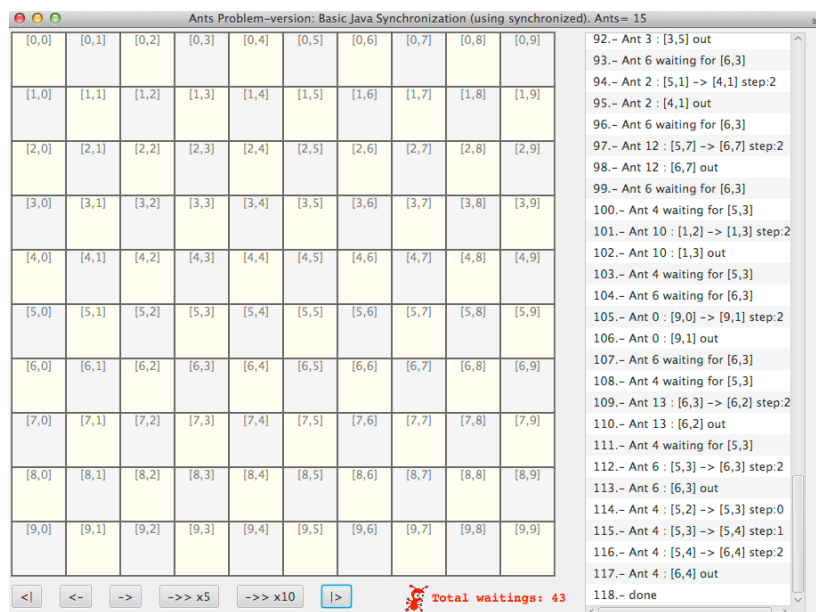 Ants Problem-version: Basic Java Synchronization (using synchronized). Ants= 15
[0,0] [0,1] [0,2] [0,3] [0,4] [0,5] [0,6] [0,7] [0,8] [0,9]
[1,0] [1,1] [1,2] [1,3] [1,4] [1,5] [1,6] [1,7] [1,8] [1,9]
[2,0] [2,1] [2,2] [2,3] [2,4] [2,5] [2,6] [2,7] [2,8] [2,9]
[3,0] [3,1] [3,2] [3,3] [3,4] [3,5] [3,6] [3,7] [3,8] [3,9]
[4,0] [4,1] [4,2] [4,3] [4,4] [4,5] [4,6] [4,7] [4,8] [4,9]
[5,0] [5,1] [5,2] [5,3] [5,4] [5,5] [5,6] [5,7] [5,8] [5,9]
[6,0] [6,1] [6,2] [6,3] [6,4] [6,5] [6,6] [6,7] [6,8] [6,9]
[7,0] [7,1] [7,2] [7,3] [7,4] [7,5] [7,6] [7,7] [7,8] [7,9]
[8,0] [8,1] [8,2] [8,3] [8,4] [8,5] [8,6] [8,7] [8,8] [8,9]
[9,0] [9,1] [9,2] [9,3] [9,4] [9,5] [9,6] [9,7] [9,8] [9,9]
92.- Ant 3 : [3,5] out
93.- Ant 6 waiting for [6,3]
94.- Ant 2 : [5,1] -> [4,1] step:2
95.- Ant 2 : [4,1] out
96.- Ant 6 waiting for [6,3]
97.- Ant 12 : [5,7] -> [6,7] step:2
98.- Ant 12 : [6,7] out
99.- Ant 6 waiting for [6,3]
100.- Ant 4 waiting for [5,3]
101.- Ant 10 : [1,2] -> [1,3] step:2
102.- Ant 10 : [1,3] out
103.- Ant 4 waiting for [5,3]
104.- Ant 6 waiting for [6,3]
105.- Ant 0 : [9,0] -> [9,1] step:2
106.- Ant 0 : [9,1] out
107.- Ant 6 waiting for [6,3]
108.- Ant 4 waiting for [5,3]
109.- Ant 13 : [6,3] -> [6,2] step:2
110.- Ant 13 : [6,2] out
111.- Ant 4 waiting for [5,3]
112.- Ant 6 : [5,3] -> [6,3] step:2
113.- Ant 6 : [6,3] out
114.- Ant 4 : [5,2] -> [5,3] step:0
115.- Ant 4 : [5,3] -> [5,4] step:1
116.- Ant 4 : [5,4] -> [6,4] step:2
117.- Ant 4 : [6,4] out
118.- done
<| <- -> ->> x5 ->> x10 |> Total waitings: 43